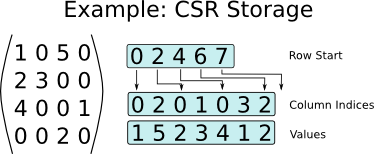 Example: CSR Storage
1 0 5 0
2 3 0 0
4 0 0 1
0 0 2 0
0 2 4 6 7
Row Start
0 2 0 1 0 3 2
Column Indices
1 5 2 3 4 1 2
Values